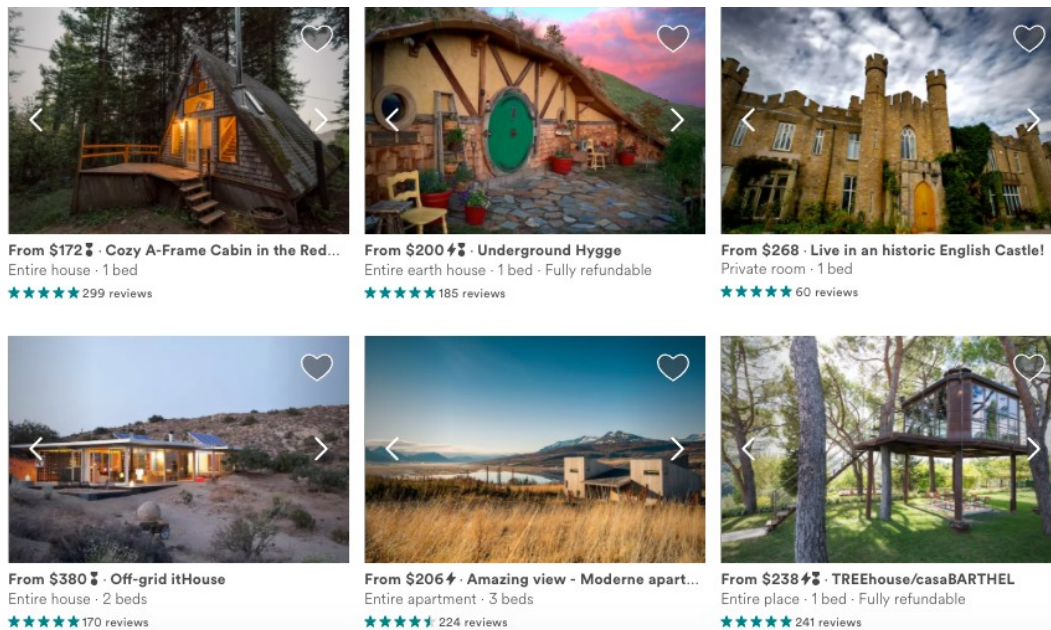 From $172 · Cozy A-Frame Cabin in the Red...
Entire house · 1 bed
299 reviews
From $200 · Underground Hygge
Entire earth house · 1 bed · Fully refundable
185 reviews
From $268 · Live in an historic English Castle!
Private room · 1 bed
60 reviews
From $380 · Off-grid itHouse
Entire house · 2 beds
170 reviews
From $206 · Amazing view - Moderne apart...
Entire apartment · 3 beds
224 reviews
From $238 · TREEhouse/casaBARTHEL
Entire place · 1 bed · Fully refundable
241 reviews